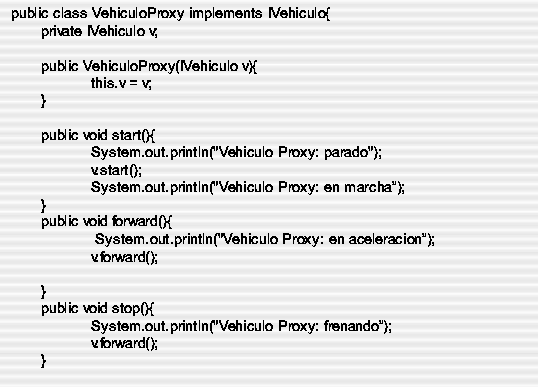 public class VehiculoProxy implements IVehiculo{
private IVehiculo v;
public VehiculoProxy(IVehiculo v){
this.v = v;
}
public void start(){
System.out.println("Vehiculo Proxy: parado");
v.start();
System.out.println("Vehiculo Proxy: en marcha");
}
public void forward(){
System.out.println("Vehiculo Proxy: en aceleracion");
v.forward();
}
public void stop(){
System.out.println("Vehiculo Proxy: frenando");
v.forward();
}